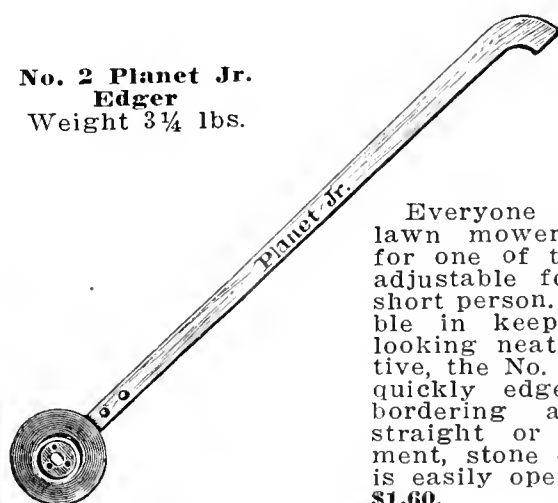 No. 2 Planet Jr.
Edger
Weight 3¼ lbs.
Planet Jr.
Everyone
lawn mower
for one of
adjustable
short person.
ble in keep
looking neat
tive, the No.
quickly edge
bordering
straight or
ment, stone
is easily
$1.60.